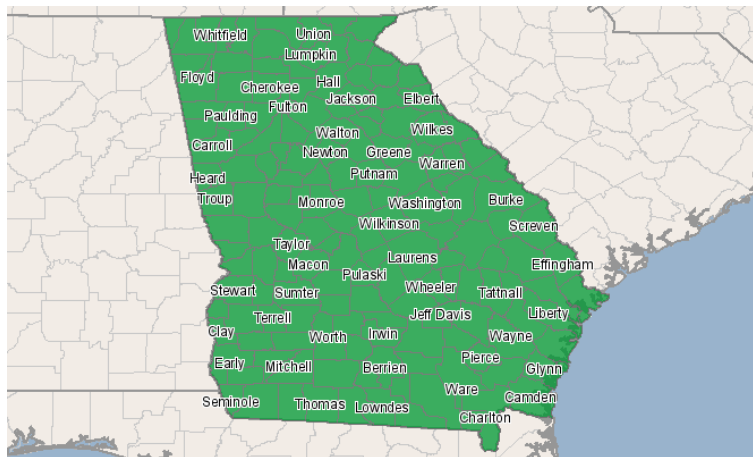 Whitfield
Union
Lumpkin
Floyd
Hall
Cherokee
Jackson
Elbert
Fulton
Paulding
Walton
Wilkes
Carroll
Newton
Greene
Warren
Putnam
Heard
Troup
Monroe
Washington
Burke
Wilkinson
Screven
Taylor
Laurens
Macon
Effingham
Pulaski
Wheeler
Stewart
Sumter
Tattnall
Terrell
Jeff Davis
Liberty
Clay
Worth
Irwin
Wayne
Early
Mitchell
Berrien
Pierce
Glynn
Ware
Seminole
Thomas
Lowndes
Camden
Charlton